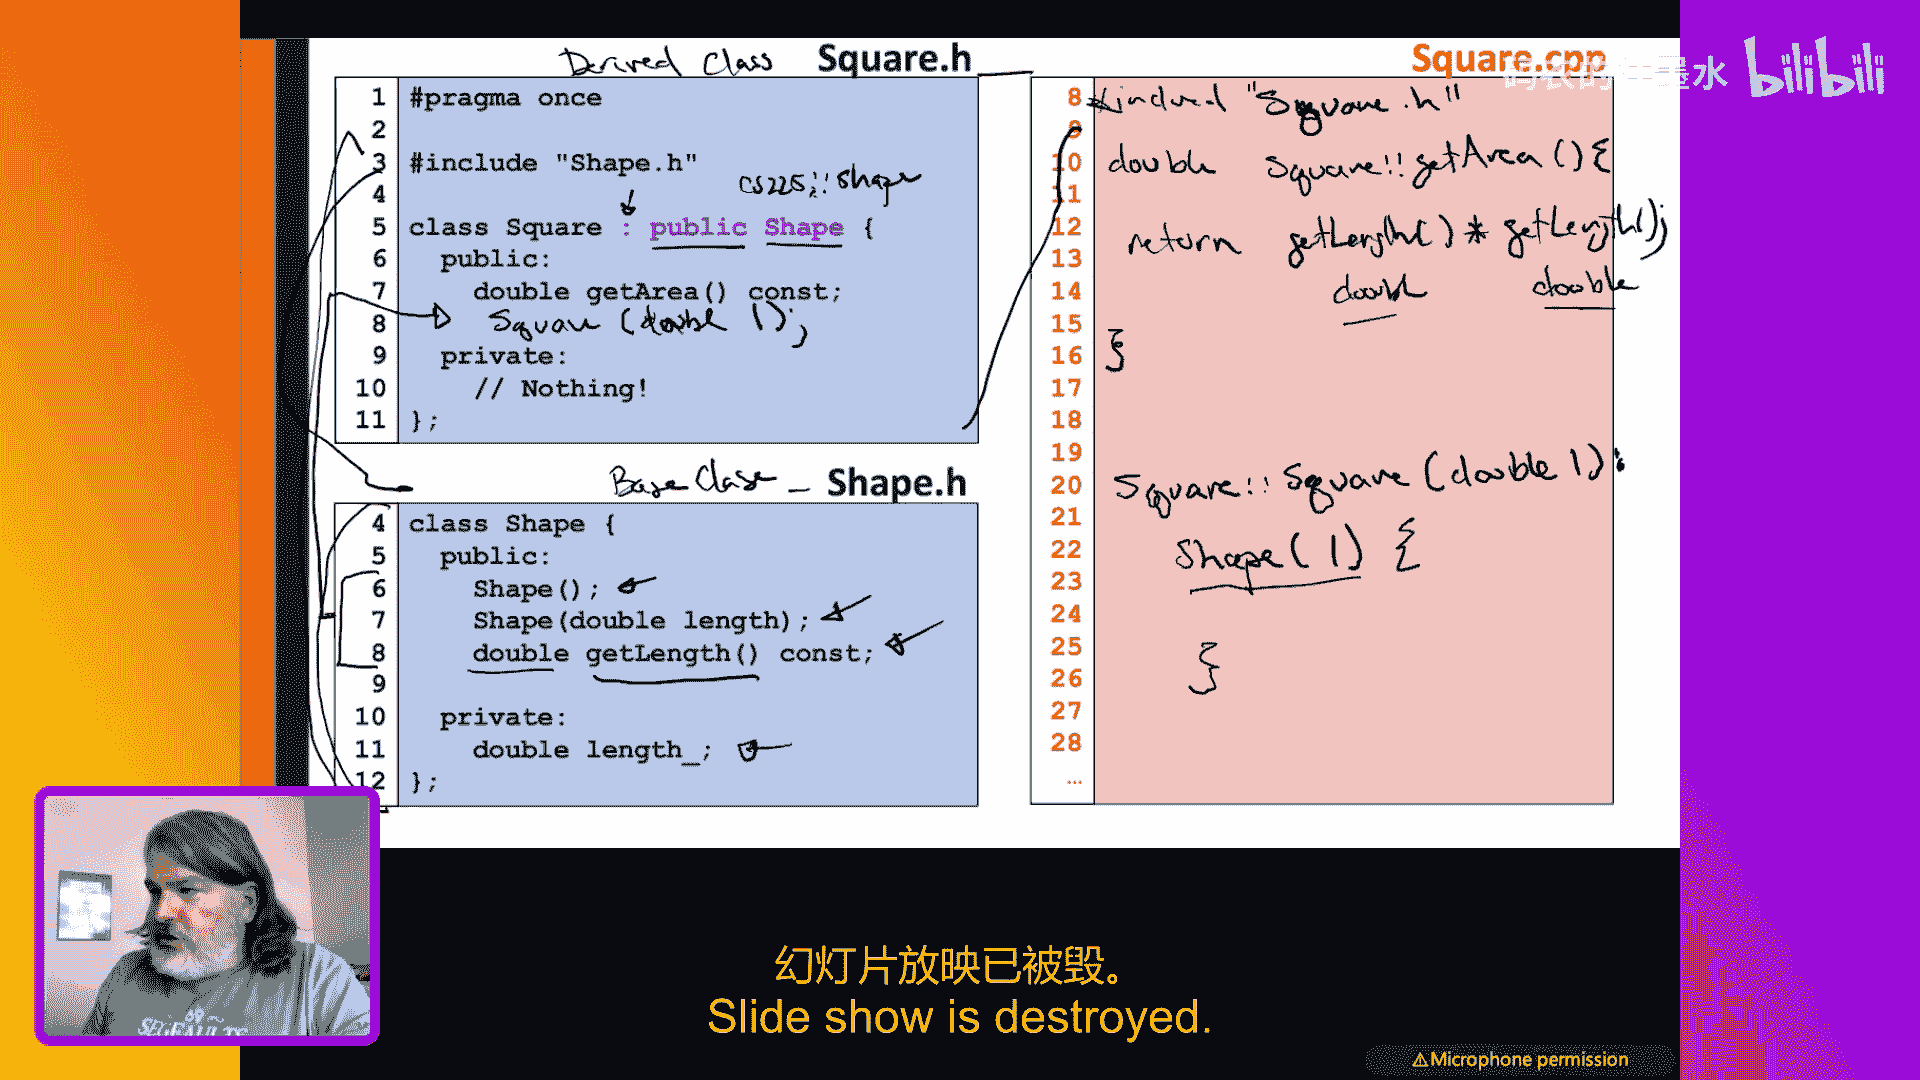 Derived Class Square.h
1 #pragma once
2
3 #include "Shape.h"
4 CS225::Shape
5 class Square : public Shape {
6 public:
7 double getArea() const;
8 Square (double l);
9 private:
10 // Nothing!
11 };
Base Class - Shape.h
4 class Shape {
5 public:
6 Shape();
7 Shape(double length);
8 double getLength() const;
9
10 private:
11 double length_;
12 };
Square.cpp
8 "Square.h"
9
10 double Square::getArea() {
11
12 return getLength() * getLength();
13
14 double double
15
16 }
17
18
19
20 Square::Square(double l):
21
22 Shape(l) {
23
24
25
26 }
27
28
…
水 bilibili
SEGFAULTS
幻灯片放映已被毁。
Slide show is destroyed.
⚠Microphone permission